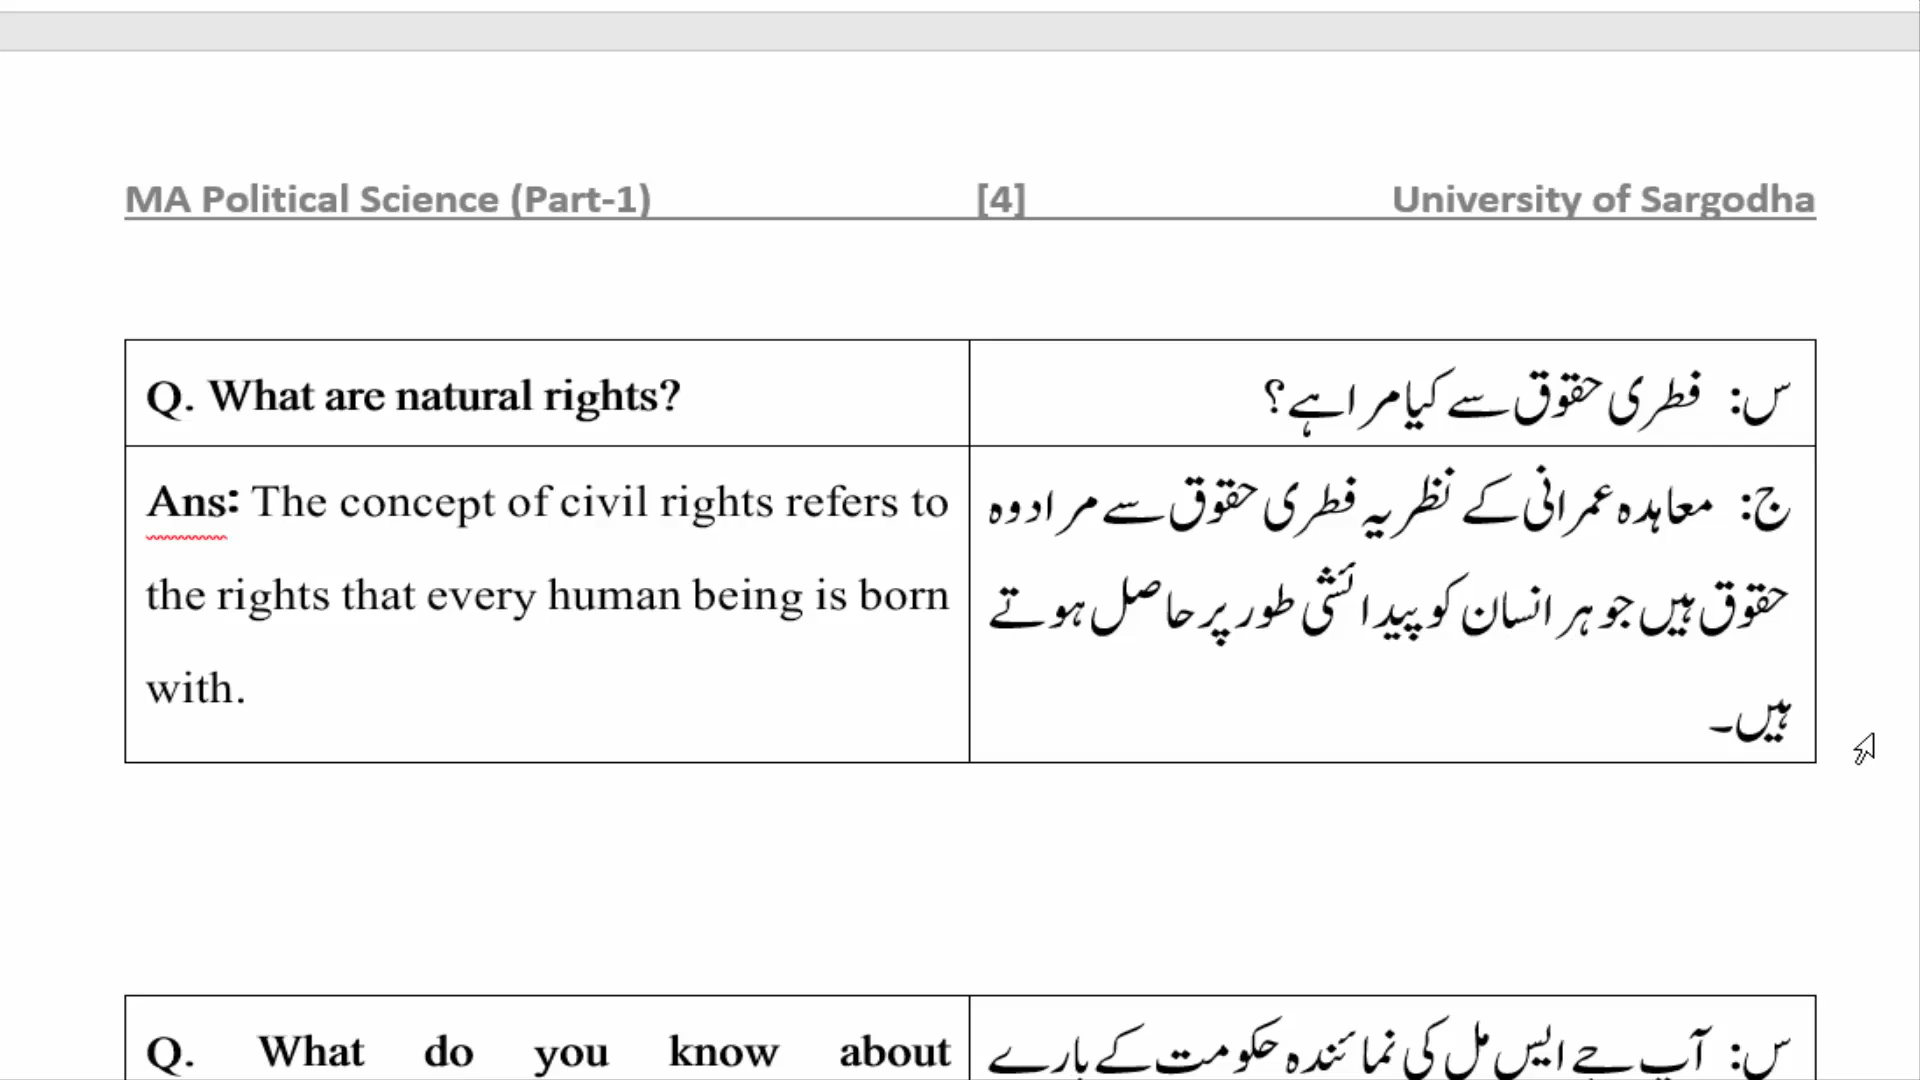 MA Political Science (Part-1) [4] University of Sargodha
Q. What are natural rights?
س: فطری حقوق سے کیا مرا ہے؟
Ans: The concept of civil rights refers to
the rights that every human being is born
with.
ج: معاہدہ عمرانی کے نظریہ فطری حقوق سے مراد وہ
حقوق ہیں جو ہر انسان کو پیدائشی طور پر حاصل ہوتے
ہیں۔
Q. What do you know about
س: آپ جے ایس مل کی نمائندہ حکومت کے بارے